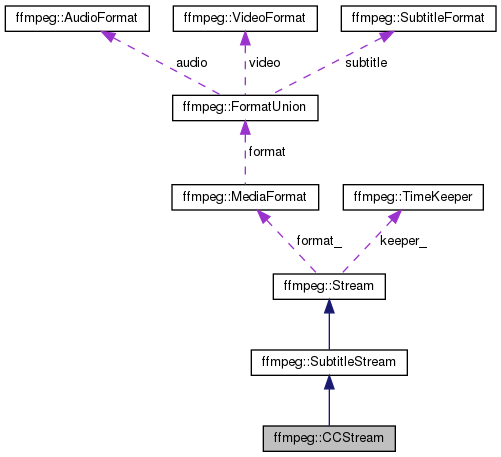 ffmpeg::AudioFormat
ffmpeg::VideoFormat
ffmpeg::SubtitleFormat
audio
video
subtitle
ffmpeg::FormatUnion
format
ffmpeg::MediaFormat
ffmpeg::TimeKeeper
format_
keeper_
ffmpeg::Stream
ffmpeg::SubtitleStream
ffmpeg::CCStream